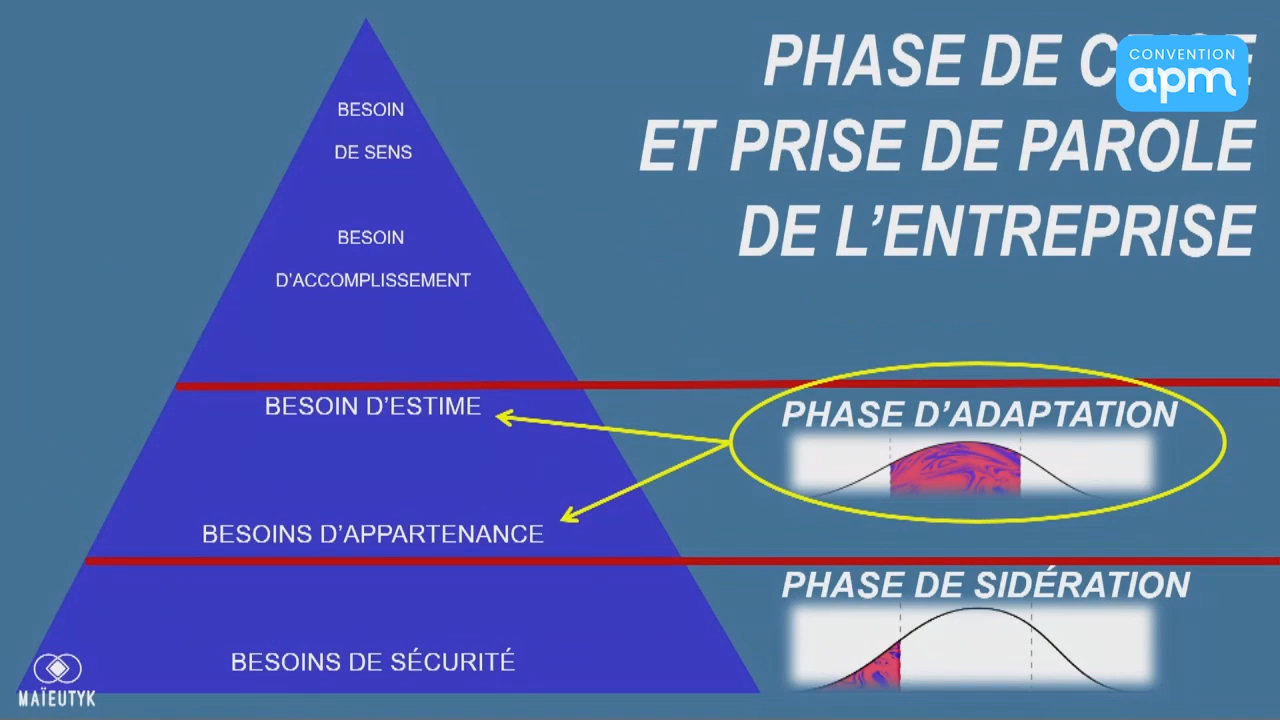 PHASE DE
ET PRISE DE PAROLE
DE L’ENTREPRISE
CONVENTION
apm
BESOIN
DE SENS
BESOIN
D’ACCOMPLISSEMENT
BESOIN D’ESTIME
PHASE D’ADAPTATION
BESOINS D’APPARTENANCE
PHASE DE SIDÉRATION
BESOINS DE SÉCURITÉ
MAÏEUTYK